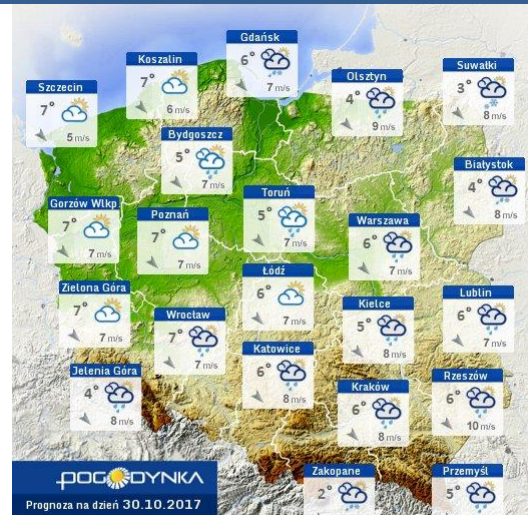 Gdańsk
6°
7 m/s
Koszalin
7°
6 m/s
Suwałki
3°
8 m/s
Olsztyn
4°
9 m/s
Szczecin
7°
5 m/s
Bydgoszcz
5°
7 m/s
Białystok
4°
8 m/s
Toruń
5°
7 m/s
Gorzów Wlkp
7°
7 m/s
Poznań
7°
7 m/s
Warszawa
6°
7 m/s
Łódź
6°
7 m/s
Zielona Góra
7°
7 m/s
Lublin
6°
7 m/s
Kielce
5°
8 m/s
Wrocław
7°
7 m/s
Katowice
6°
8 m/s
Jelenia Góra
4°
8 m/s
Rzeszów
6°
10 m/s
Kraków
6°
8 m/s
Zakopane
2°
Przemyśl
5°
POGODYNKA
Prognoza na dzień 30.10.2017